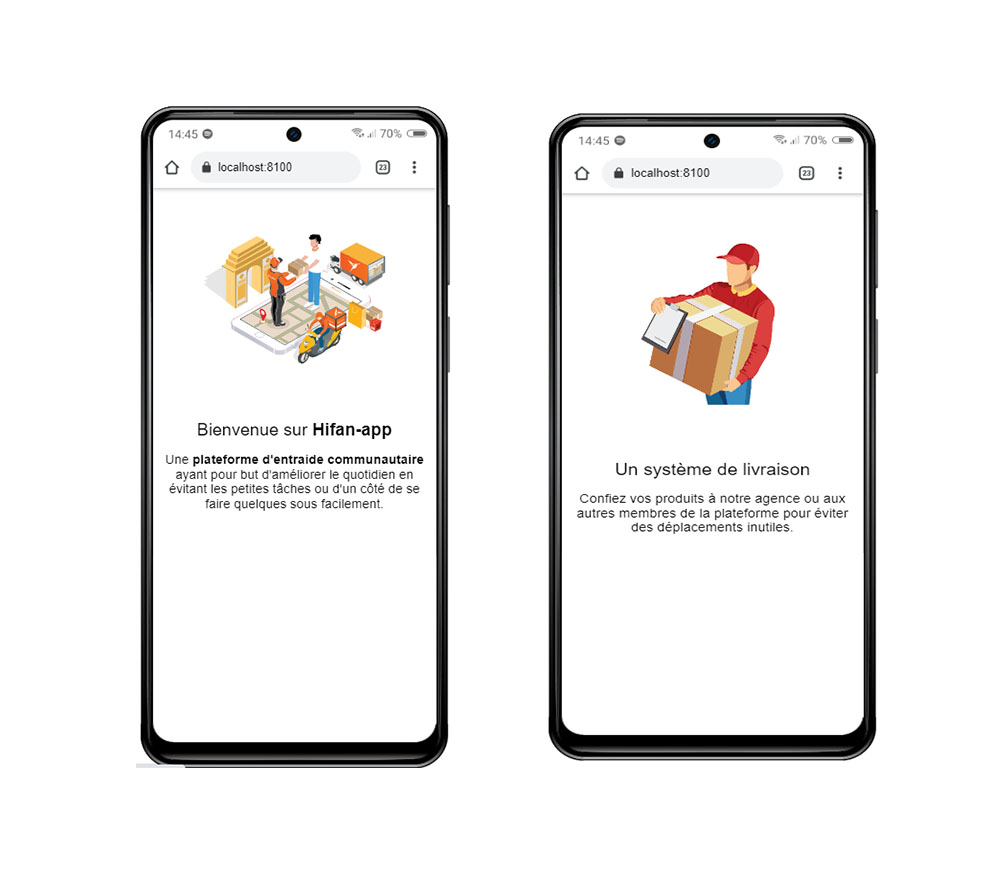 14:45 70%
localhost:8100 23
Bienvenue sur Hifan-app
Une plateforme d'entraide communautaire
ayant pour but d'améliorer le quotidien en
évitant les petites tâches ou d'un côté de se
faire quelques sous facilement.
14:45 70%
localhost:8100 23
Un système de livraison
Confiez vos produits à notre agence ou aux
autres membres de la plateforme pour éviter
des déplacements inutiles.